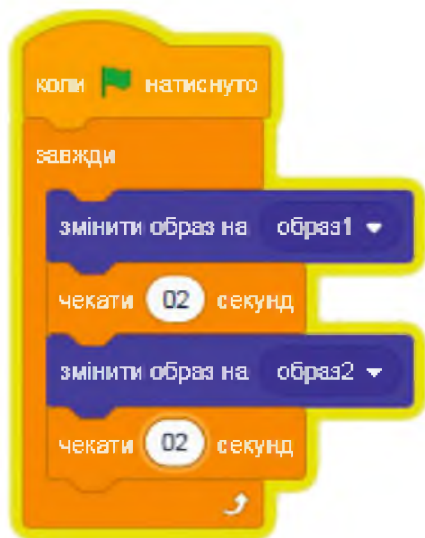 коли натиснуто
завжди
змінити образ на образ1
чекати 02 секунд
змінити образ на образ2
чекати 02 секунд